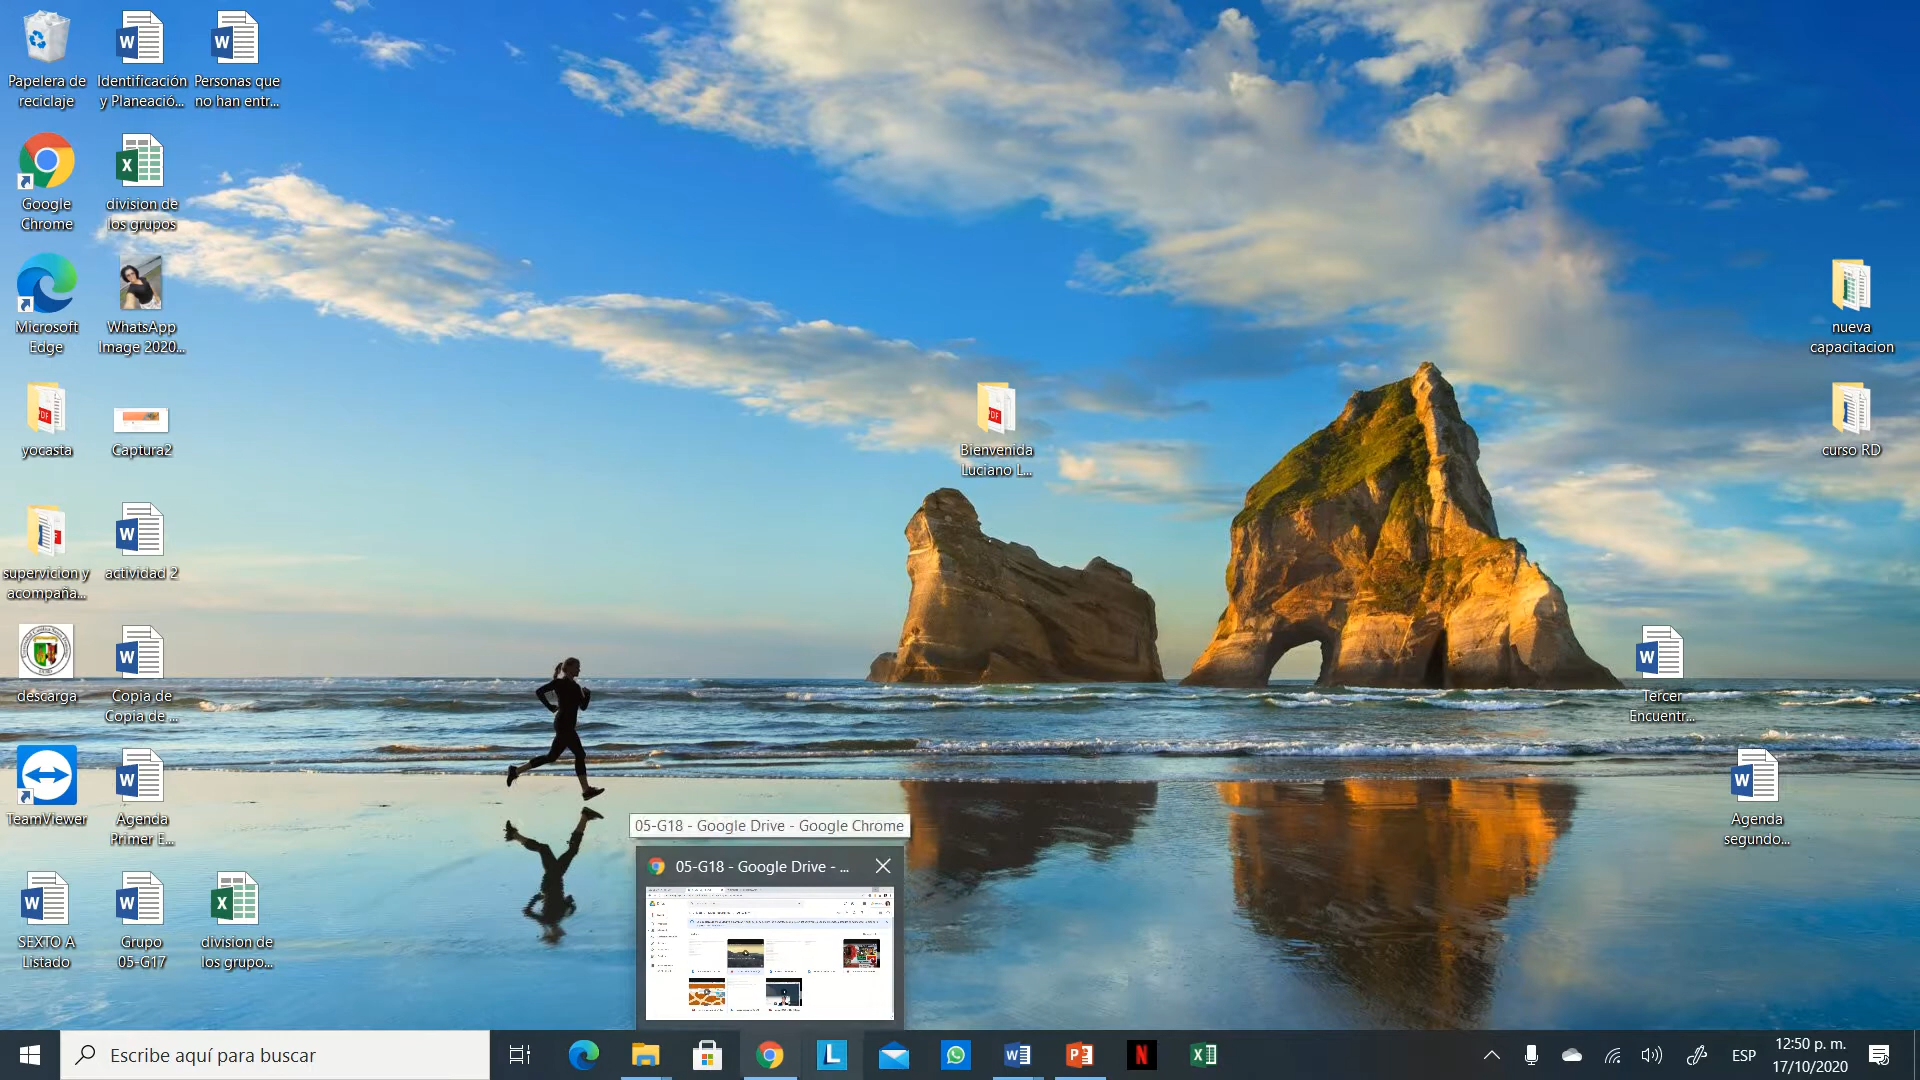 Papelera de
reciclaje
Identificación
y Planeació...
Personas que
no han entr...
Google
Chrome
division de
los grupos
Microsoft
Edge
WhatsApp
Image 2020...
nueva
capacitacion
yocasta
Captura2
Bienvenida
Luciano L...
curso RD
supervicion y
acompaña...
actividad 2
descarga
Copia de
Copia de ...
Tercer
Encuentr...
TeamViewer
Agenda
Primer E...
Agenda
segundo...
05-G18 - Google Drive - Google Chrome
05-G18 - Google Drive - ...
SEXTO A
Listado
Grupo
05-G17
division de
los grupo...
Escribe aquí para buscar
ESP
12:50 p. m.
17/10/2020